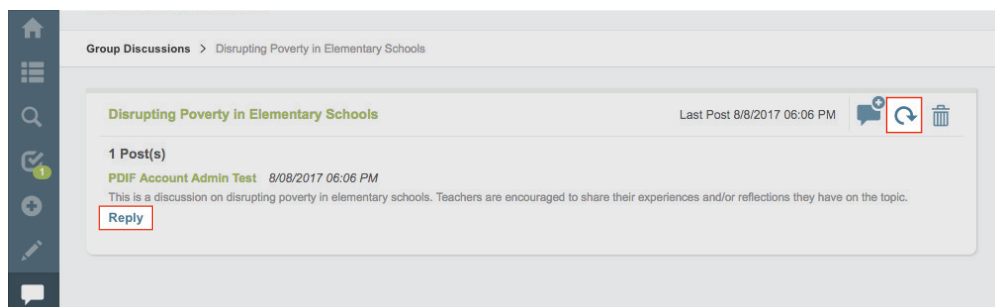 Group Discussions > Disrupting Poverty in Elementary Schools
Disrupting Poverty in Elementary Schools Last Post 8/8/2017 06:06 PM
1 Post(s)
PDIF Account Admin Test 8/08/2017 06:06 PM
This is a discussion on disrupting poverty in elementary schools. Teachers are encouraged to share their experiences and/or reflections they have on the topic.
1
Reply